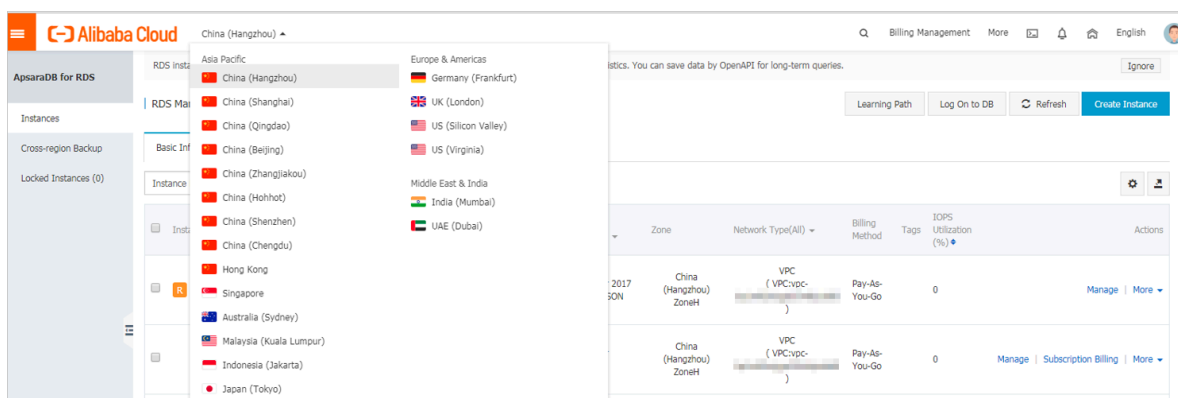 Alibaba Cloud
China (Hangzhou)
Billing Management
More
English
ApsaraDB for RDS
Instances
Cross-region Backup
Locked Instances (0)
RDS
You can save data by OpenAPI for long-term queries.
Ignore
RDS
Learning Path
Log On to DB
Refresh
Create Instance
Basic
Instance
Asia Pacific
China (Hangzhou)
China (Shanghai)
China (Qingdao)
China (Beijing)
China (Zhangjiakou)
China (Hohhot)
China (Shenzhen)
China (Chengdu)
Hong Kong
Singapore
Australia (Sydney)
Malaysia (Kuala Lumpur)
Indonesia (Jakarta)
Japan (Tokyo)
Europe & Americas
Germany (Frankfurt)
UK (London)
US (Silicon Valley)
US (Virginia)
Middle East & India
India (Mumbai)
UAE (Dubai)
Zone
Network Type(All)
Billing
Method
Tags
IOPS
Utilization
(%)
Actions
R
2017
China
(Hangzhou)
ZoneH
VPC
( VPC:vpc-
)
Pay-As-
You-Go
0
Manage | More
China
(Hangzhou)
ZoneH
VPC
( VPC:vpc-
)
Pay-As-
You-Go
0
Manage | Subscription Billing | More